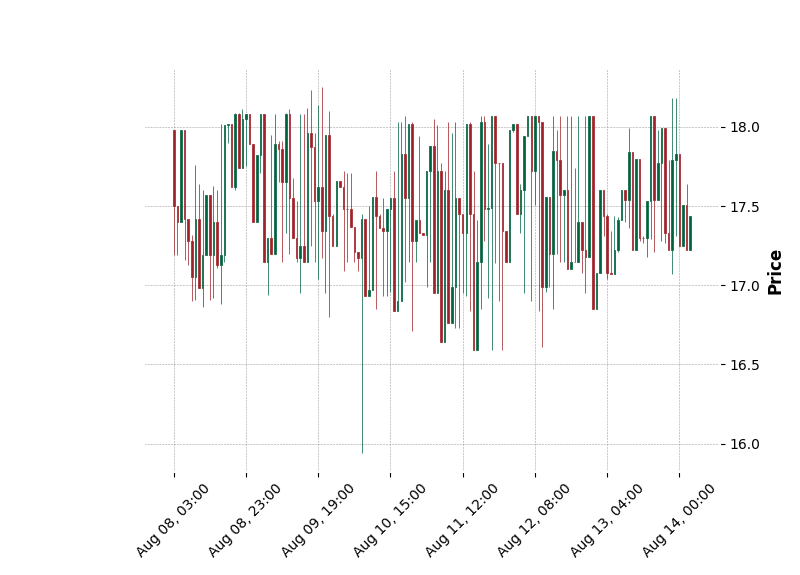 18.0
17.5
17.0
16.5
16.0
Price
Aug 08, 03:00
Aug 08, 23:00
Aug 09, 19:00
Aug 10, 15:00
Aug 11, 12:00
Aug 12, 08:00
Aug 13, 04:00
Aug 14, 00:00